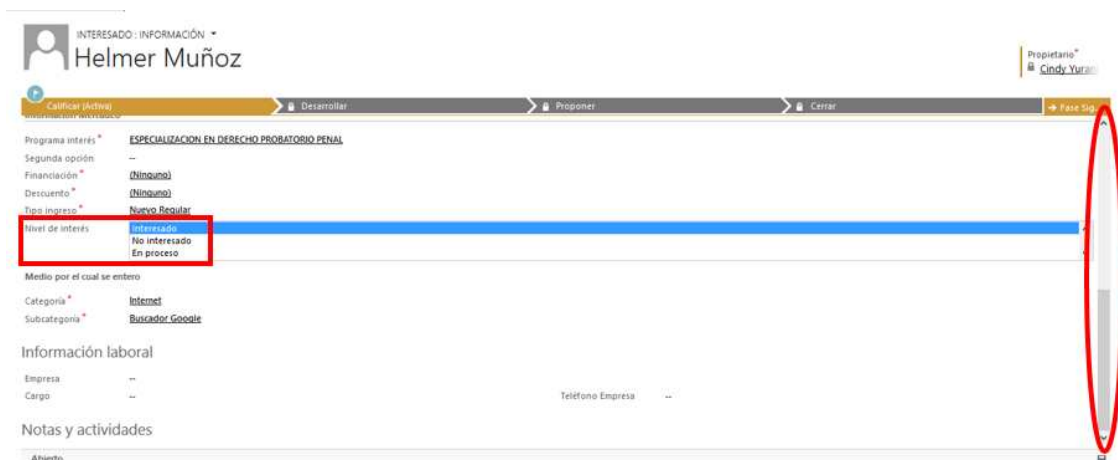 INTERESADO : INFORMACIÓN
Helmer Muñoz
Propietario*
Cindy Yuran
Calificar (Activa)
Desarrollar
Proponer
Cerrar
Fase Sig.
Información Mercadeo
Programa interés* ESPECIALIZACION EN DERECHO PROBATORIO PENAL
Segunda opción --
Financiación* (Ninguno)
Descuento* (Ninguno)
Tipo ingreso* Nuevo Regular
Nivel de interés Interesado
No interesado
En proceso
Medio por el cual se entero
Categoría* Internet
Subcategoría* Buscador Google
Información laboral
Empresa --
Cargo -- Teléfono Empresa --
Notas y actividades
Abierto